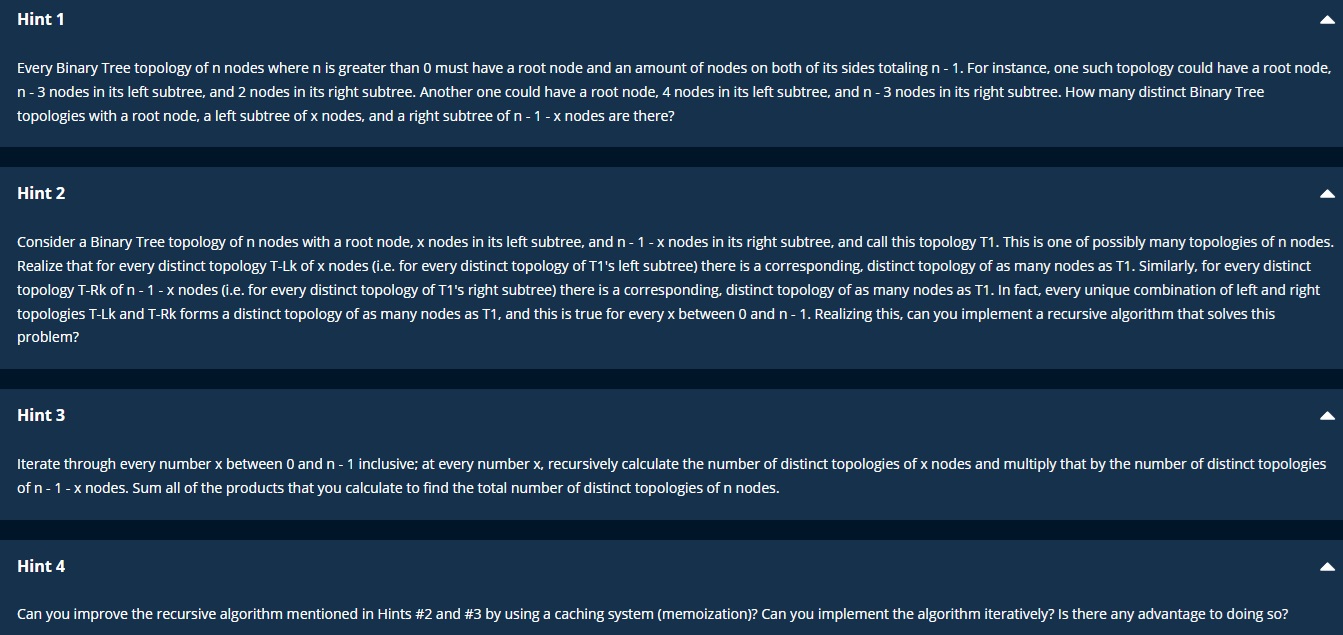 Hint 1
Every Binary Tree topology of n nodes where n is greater than 0 must have a root node and an amount of nodes on both of its sides totaling n - 1. For instance, one such topology could have a root node,
n - 3 nodes in its left subtree, and 2 nodes in its right subtree. Another one could have a root node, 4 nodes in its left subtree, and n - 3 nodes in its right subtree. How many distinct Binary Tree
topologies with a root node, a left subtree of x nodes, and a right subtree of n - 1 - x nodes are there?
Hint 2
Consider a Binary Tree topology of n nodes with a root node, x nodes in its left subtree, and n - 1 - x nodes in its right subtree, and call this topology T1. This is one of possibly many topologies of n nodes.
Realize that for every distinct topology T-Lk of x nodes (i.e. for every distinct topology of T1's left subtree) there is a corresponding, distinct topology of as many nodes as T1. Similarly, for every distinct
topology T-Rk of n - 1 - x nodes (i.e. for every distinct topology of T1's right subtree) there is a corresponding, distinct topology of as many nodes as T1. In fact, every unique combination of left and right
topologies T-Lk and T-Rk forms a distinct topology of as many nodes as T1, and this is true for every x between 0 and n - 1. Realizing this, can you implement a recursive algorithm that solves this
problem?
Hint 3
Iterate through every number x between 0 and n - 1 inclusive; at every number x, recursively calculate the number of distinct topologies of x nodes and multiply that by the number of distinct topologies
of n - 1 - x nodes. Sum all of the products that you calculate to find the total number of distinct topologies of n nodes.
Hint 4
Can you improve the recursive algorithm mentioned in Hints #2 and #3 by using a caching system (memoization)? Can you implement the algorithm iteratively? Is there any advantage to doing so?